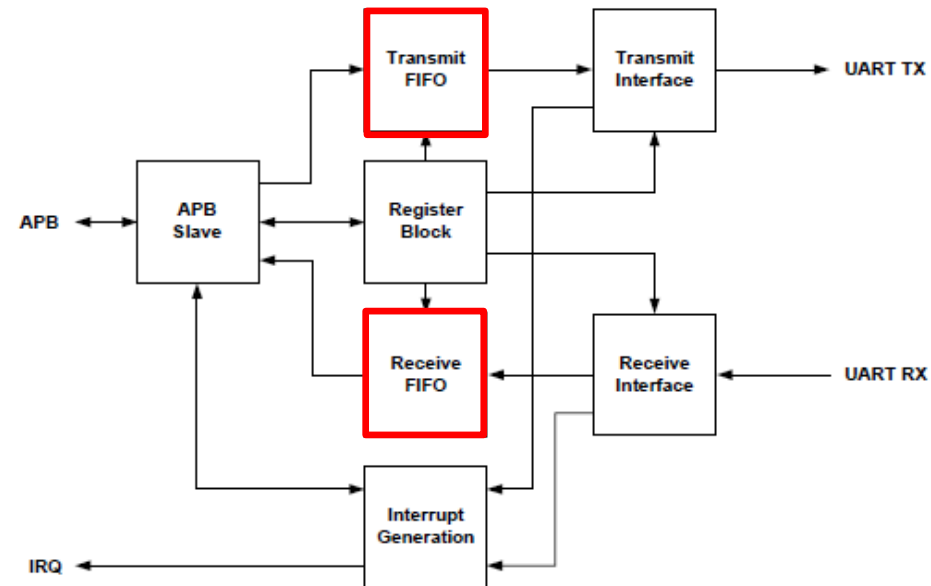 Transmit
FIFO
Transmit
Interface
UART TX
APB
APB
Slave
Register
Block
Receive
FIFO
Receive
Interface
UART RX
Interrupt
Generation
IRQ